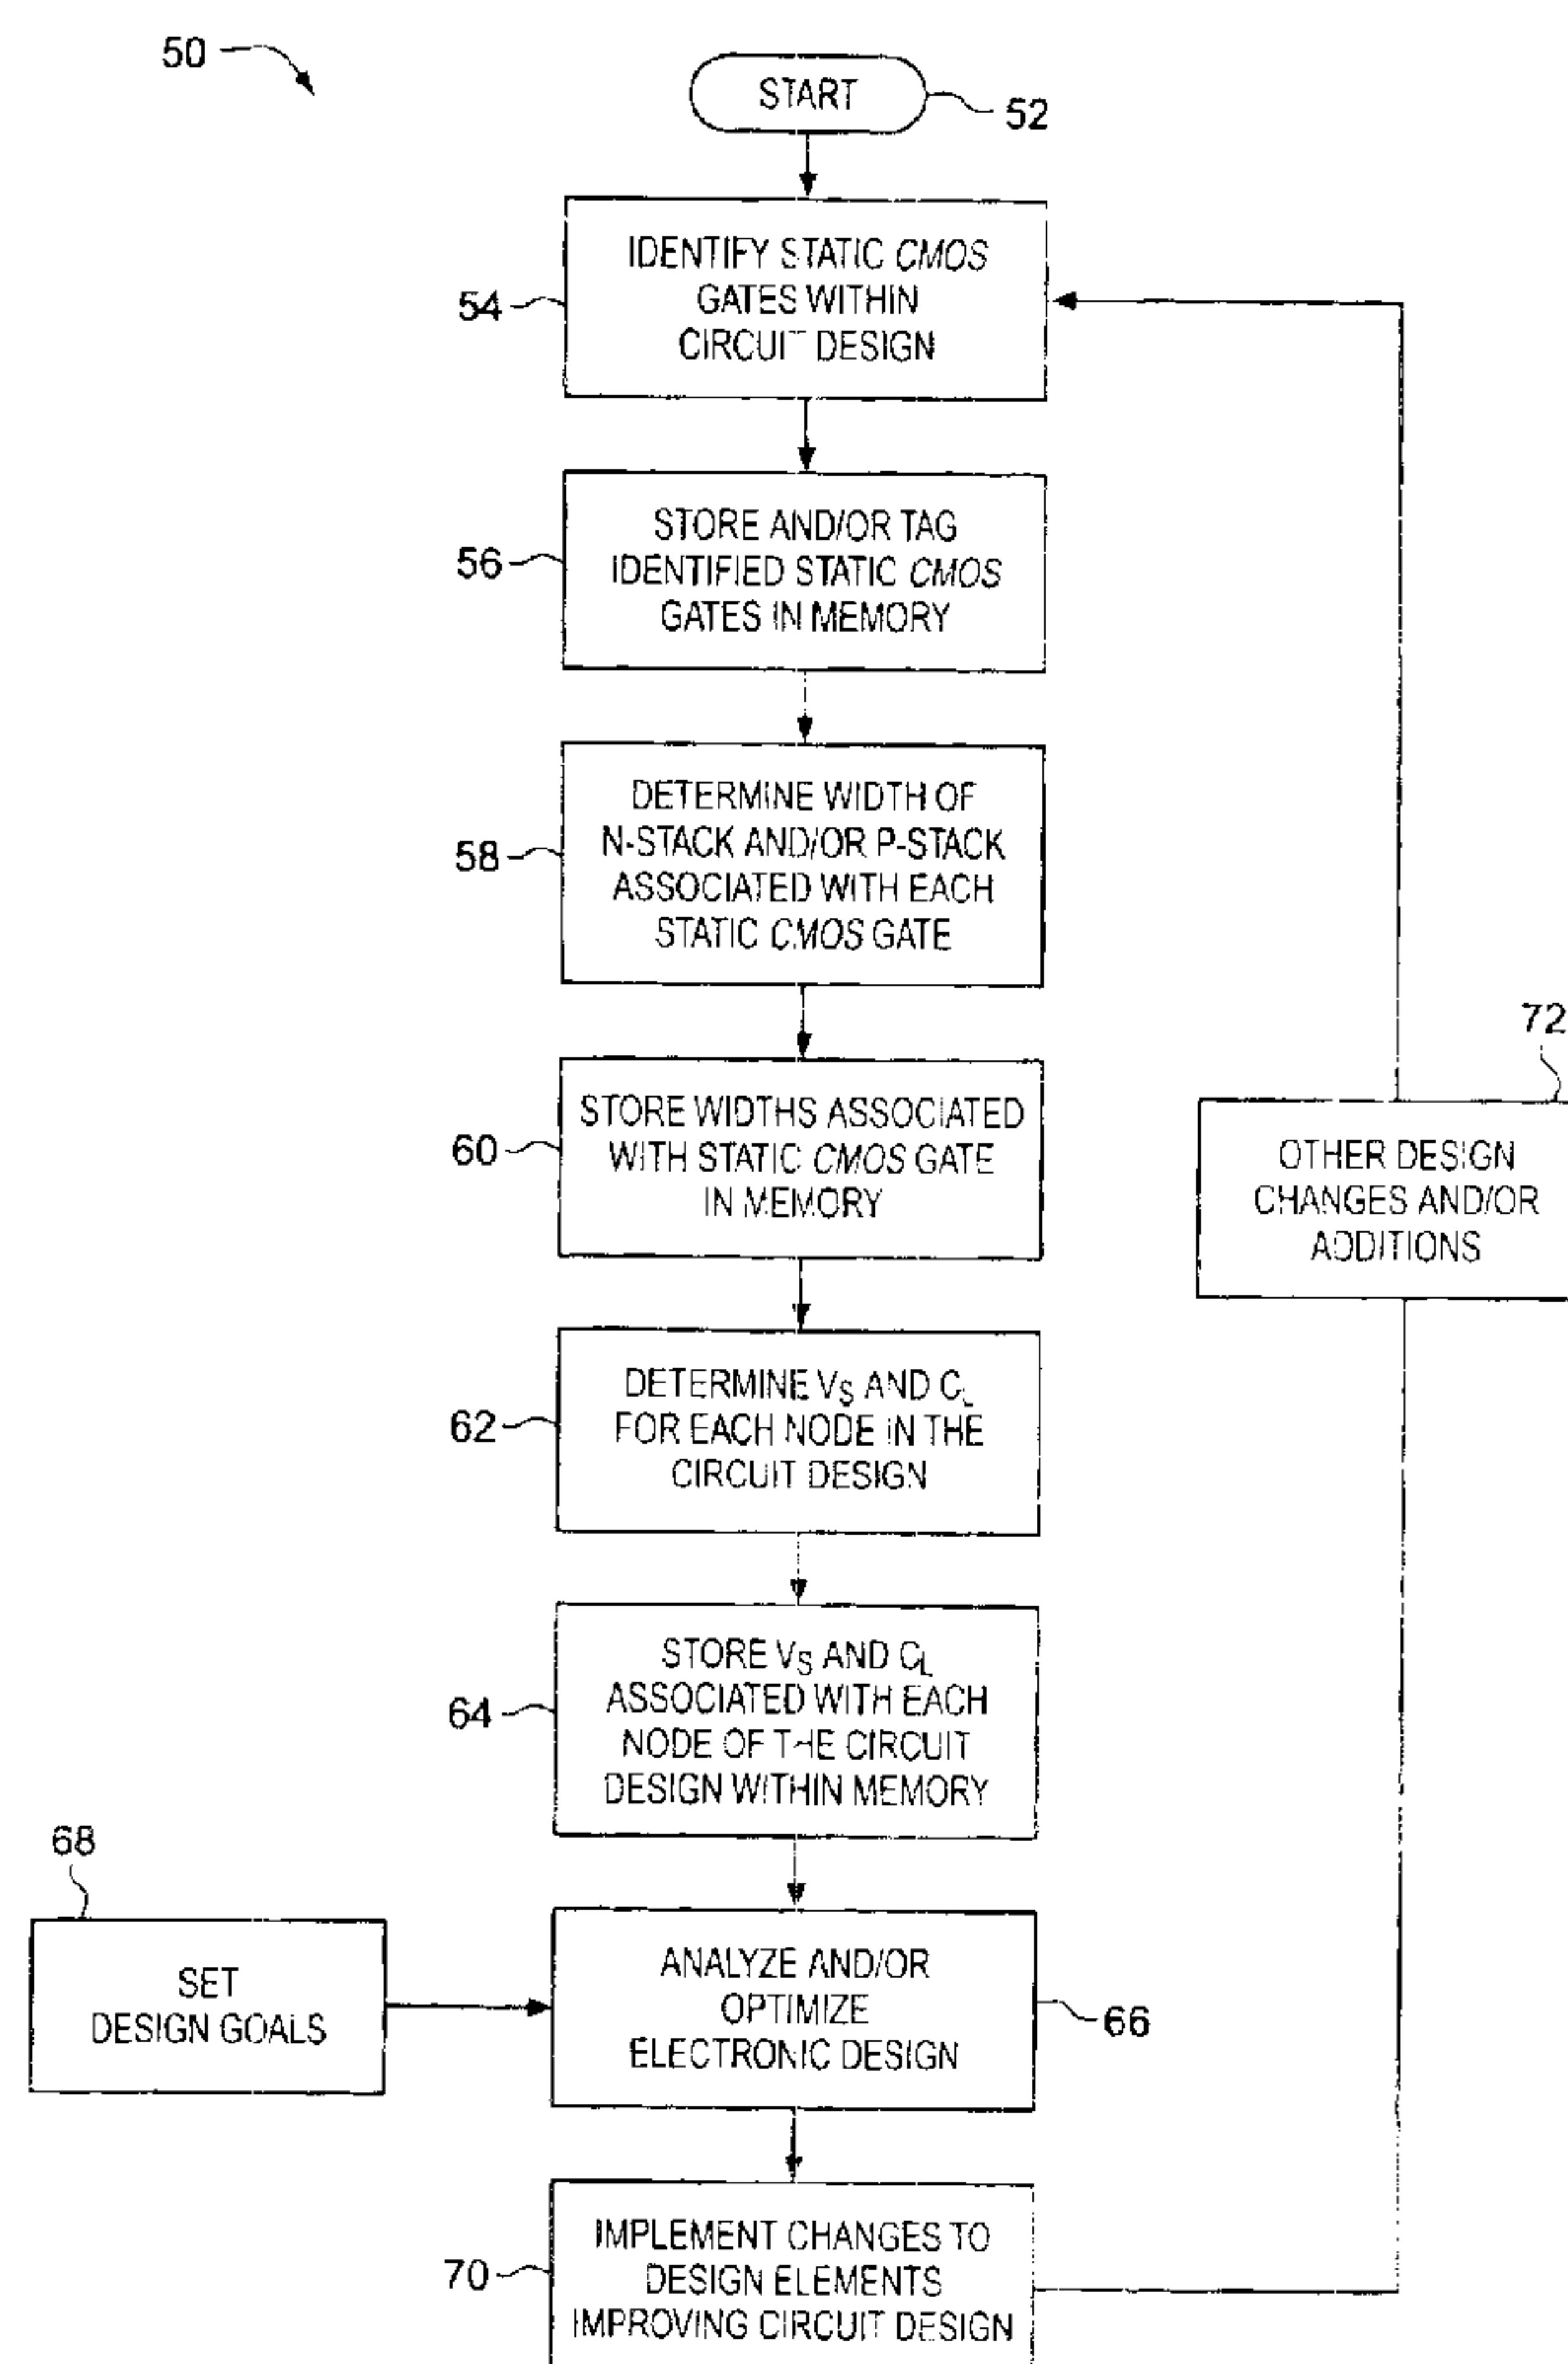 50
START
52
IDENTIFY STATIC CMOS
GATES WITHIN
CIRCUIT DESIGN
54
STORE AND/OR TAG
IDENTIFIED STATIC CMOS
GATES IN MEMORY
56
DETERMINE WIDTH OF
N-STACK AND/OR P-STACK
ASSOCIATED WITH EACH
STATIC CMOS GATE
58
STORE WIDTHS ASSOCIATED
WITH STATIC CMOS GATE
IN MEMORY
60
72
OTHER DESIGN
CHANGES AND/OR
ADDITIONS
DETERMINE VS AND CL
FOR EACH NODE IN THE
CIRCUIT DESIGN
62
STORE VS AND CL
ASSOCIATED WITH EACH
NODE OF THE CIRCUIT
DESIGN WITHIN MEMORY
64
68
SET
DESIGN GOALS
ANALYZE AND/OR
OPTIMIZE
ELECTRONIC DESIGN
66
IMPLEMENT CHANGES TO
DESIGN ELEMENTS
IMPROVING CIRCUIT DESIGN
70